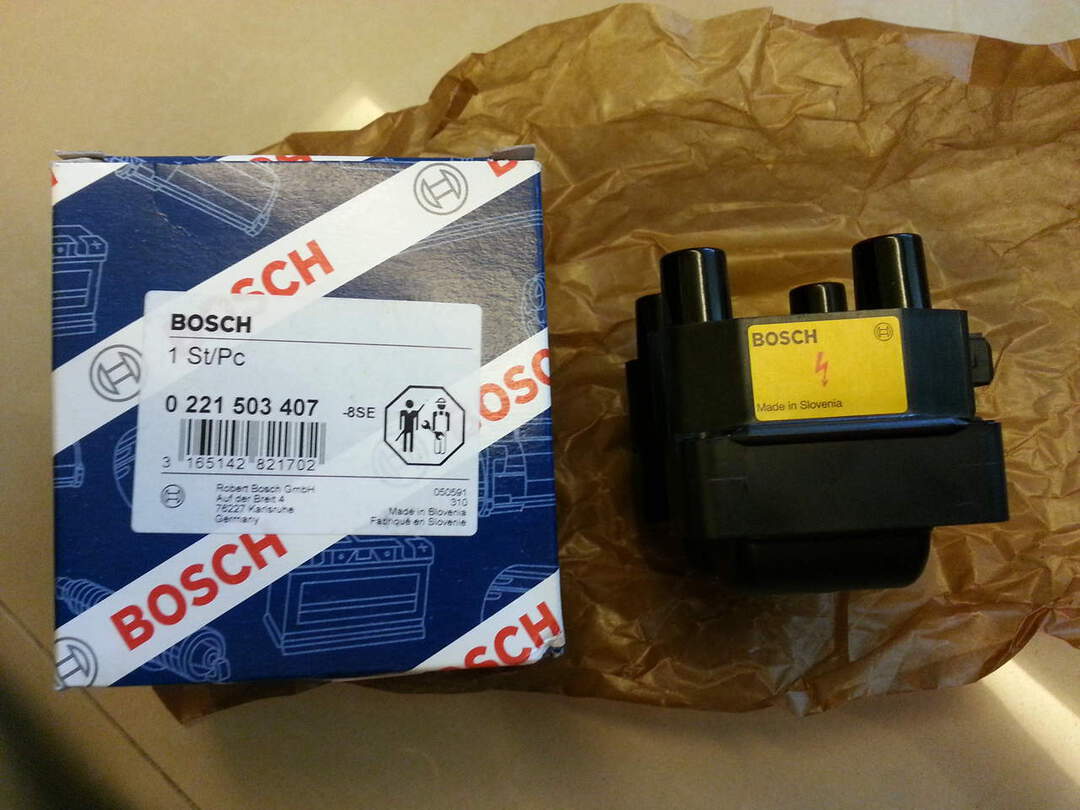 BOSCH
BOSCH
1 St/Pc
0 221 503 407 -8SE
3 165142 821702
Robert Bosch GmbH
Auf der Breit 4
76227 Karlsruhe
Germany
050591
310
Made in Slovenia
Fabriqué en Slovenie
BOSCH
BOSCH
BOSCH
BOSCH
Made in Slovenia